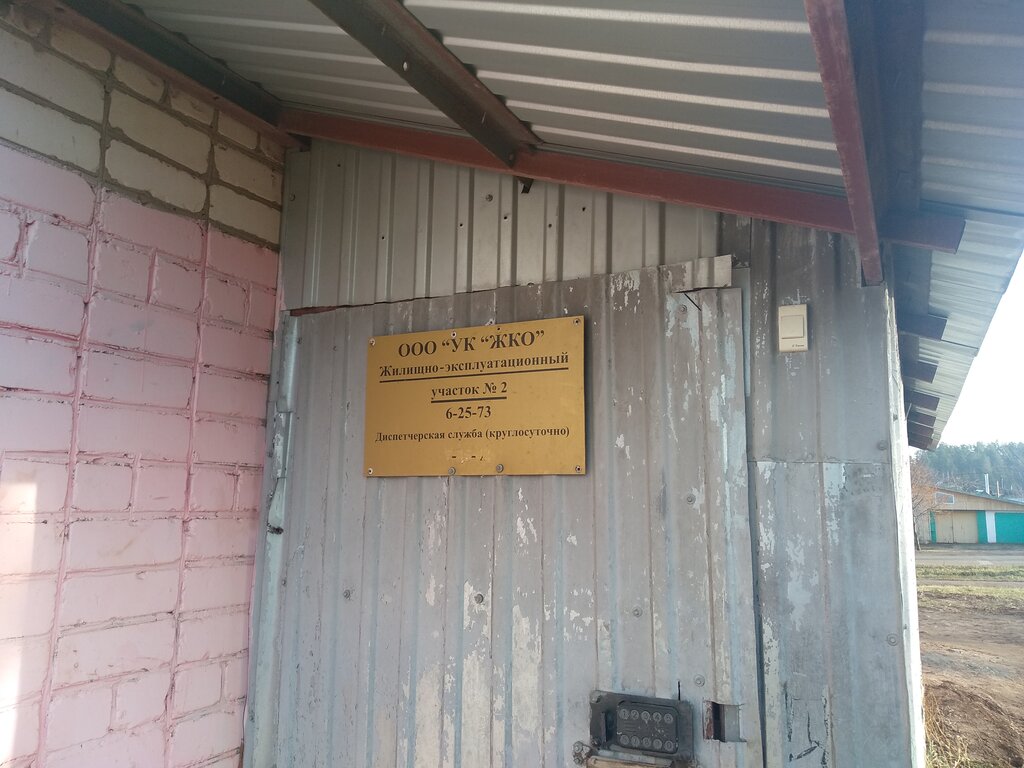 ООО “УК “ЖКО”
Жилищно-эксплуатационный
участок № 2
6-25-73
Диспетчерская служба (круглосуточно)